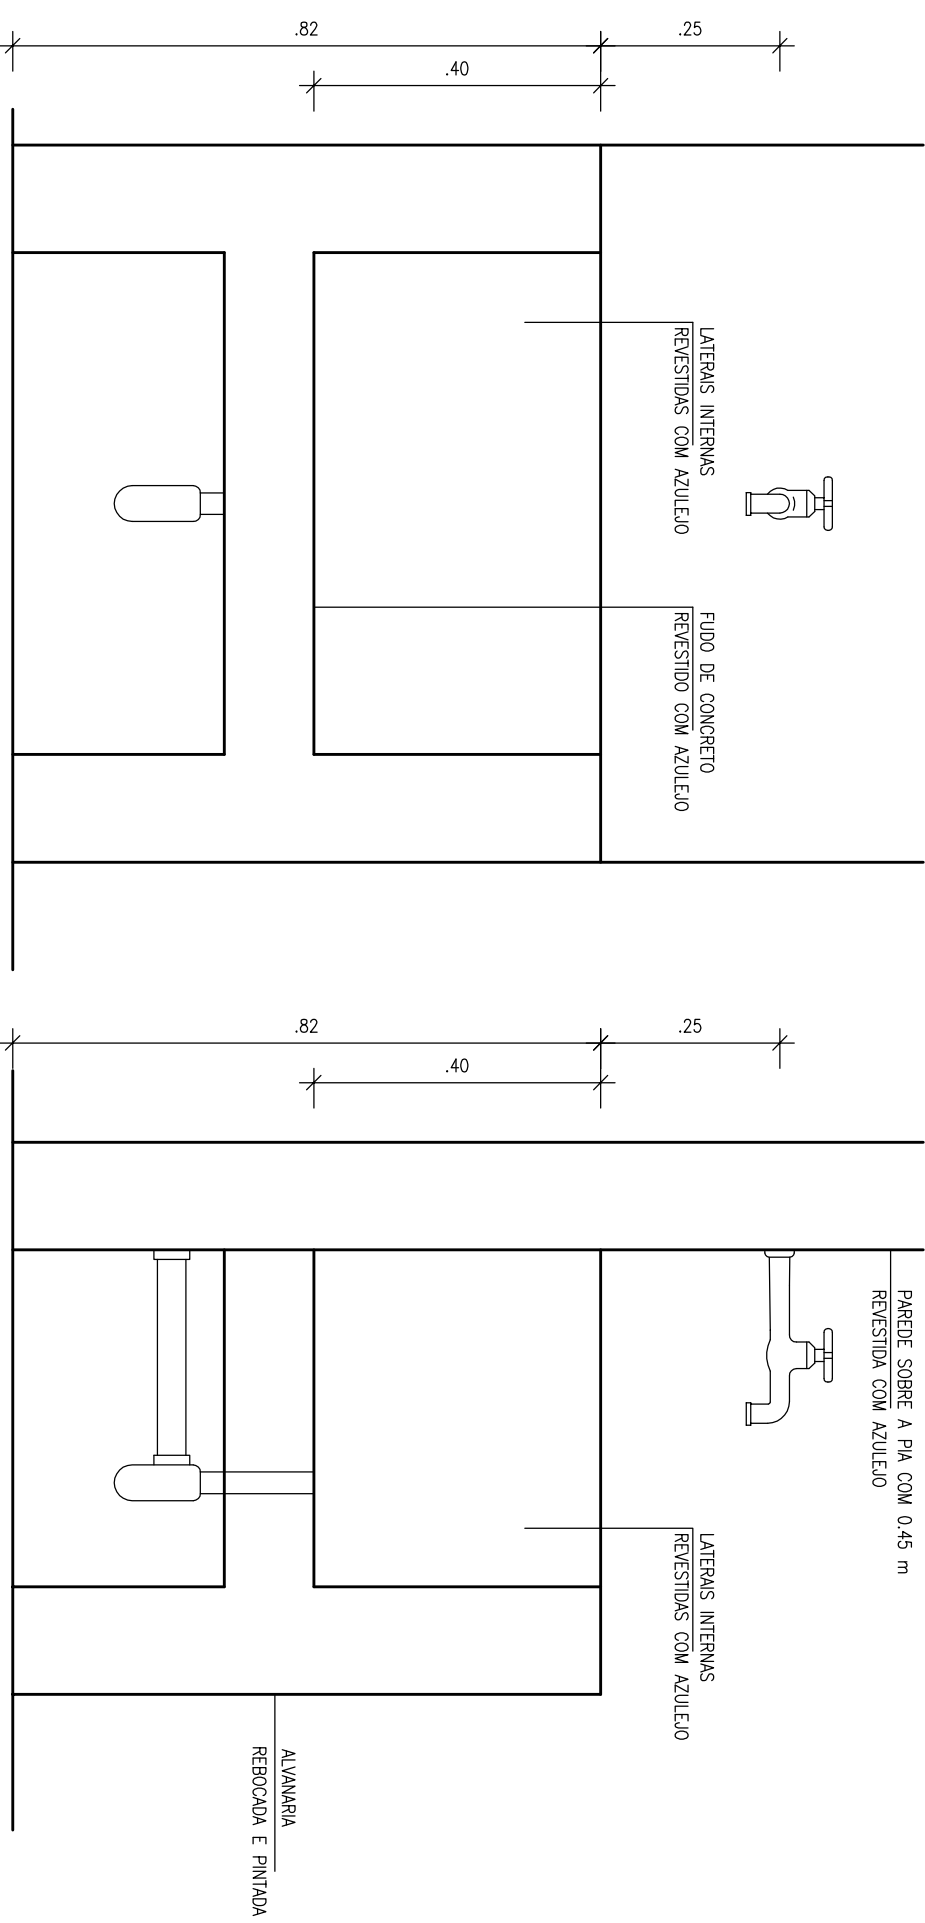 .82
.25
.40
LATERAIS INTERNAS
REVESTIDAS COM AZULEJO
FUDO DE CONCRETO
REVESTIDO COM AZULEJO
.82
.25
.40
PAREDE SOBRE A PIA COM 0.45 m
REVESTIDA COM AZULEJO
LATERAIS INTERNAS
REVESTIDAS COM AZULEJO
ALVANARIA
REBOCADA E PINTADA